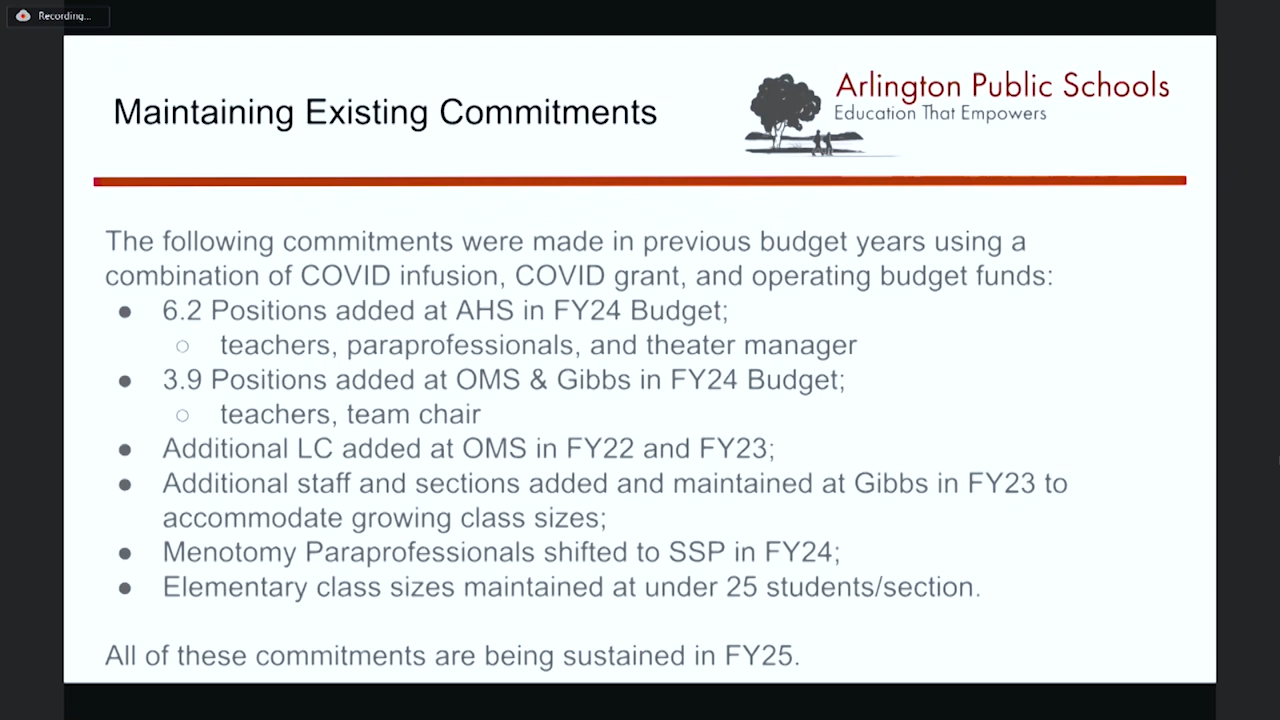 Recording...
Maintaining Existing Commitments
Arlington Public Schools
Education That Empowers
The following commitments were made in previous budget years using a
combination of COVID infusion, COVID grant, and operating budget funds:
● 6.2 Positions added at AHS in FY24 Budget;
○ teachers, paraprofessionals, and theater manager
● 3.9 Positions added at OMS & Gibbs in FY24 Budget;
○ teachers, team chair
● Additional LC added at OMS in FY22 and FY23;
● Additional staff and sections added and maintained at Gibbs in FY23 to
accommodate growing class sizes;
● Menotomy Paraprofessionals shifted to SSP in FY24;
● Elementary class sizes maintained at under 25 students/section.
All of these commitments are being sustained in FY25.